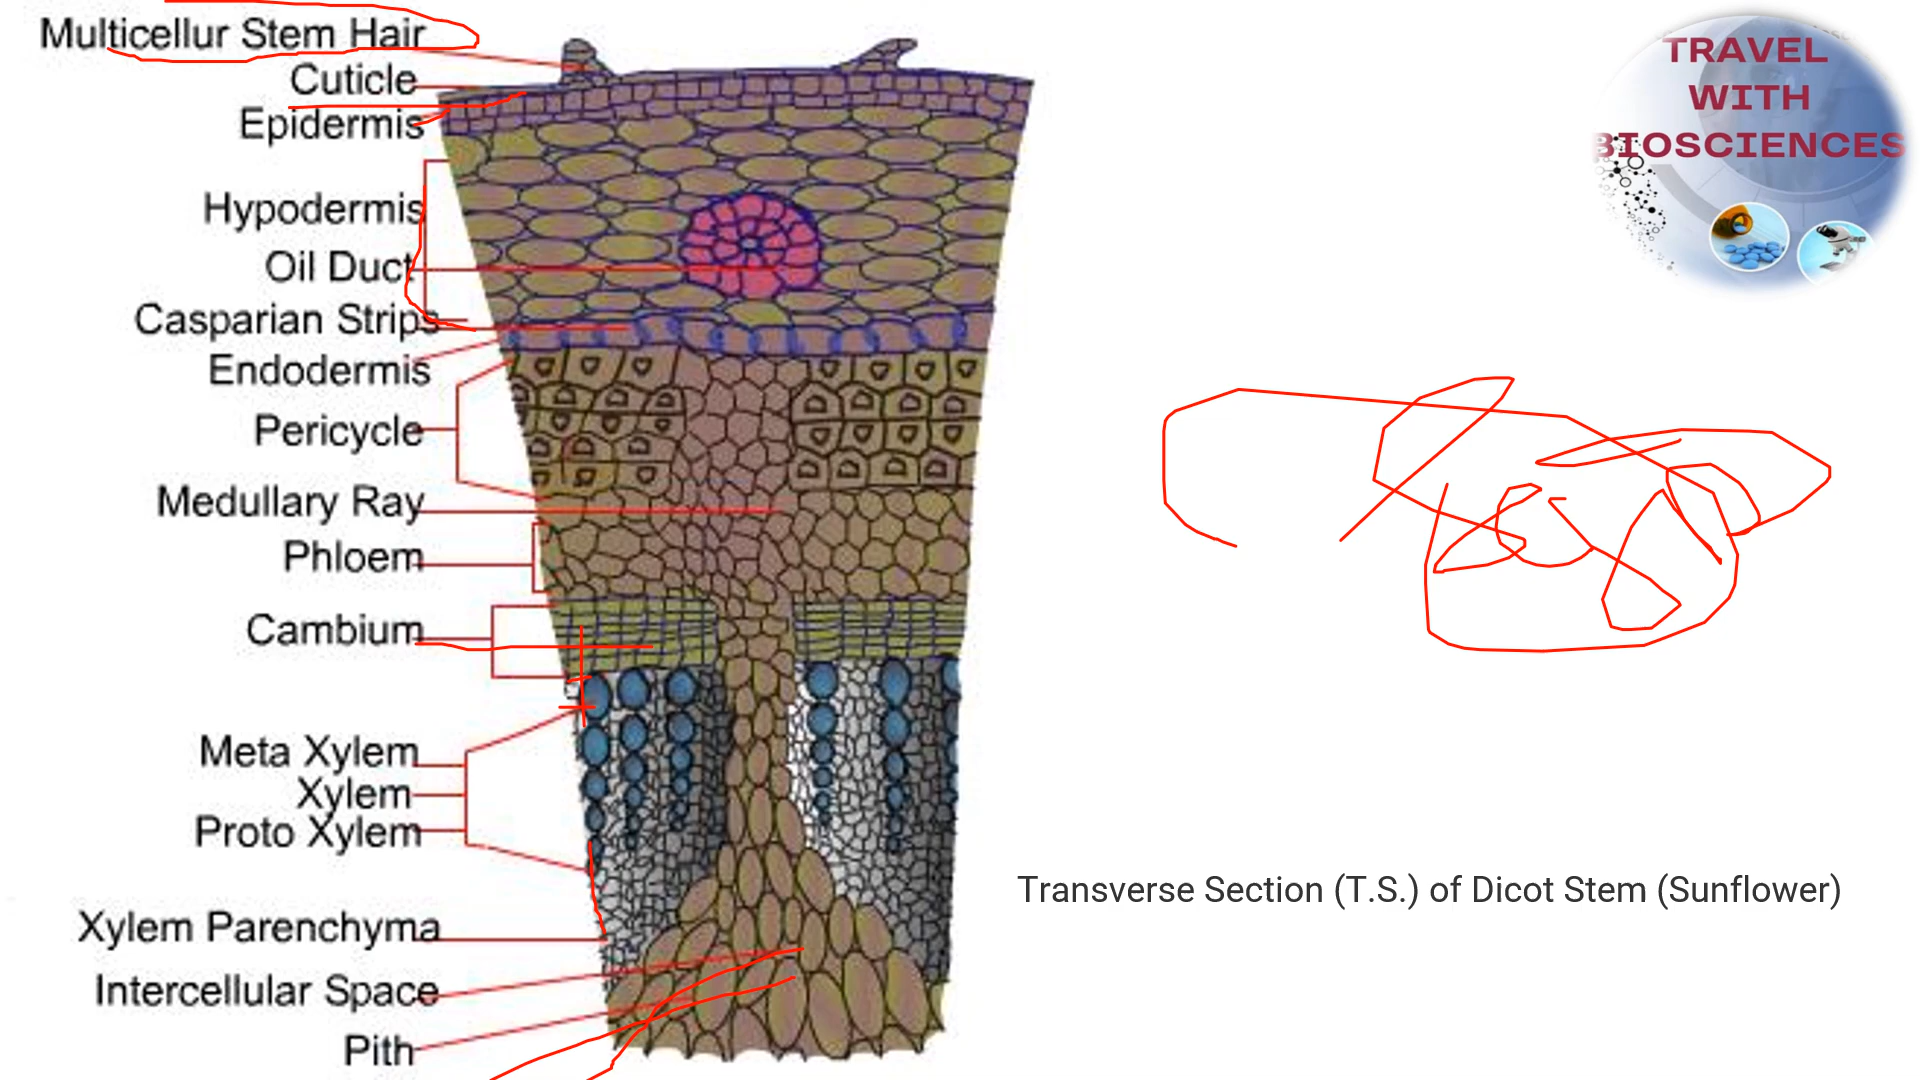 Multicellur Stem Hair
Cuticle
Epidermis
Hypodermis
Oil Duct
Casparian Strips
Endodermis
Pericycle
Medullary Ray
Phloem
Cambium
Meta Xylem
Xylem
Proto Xylem
Xylem Parenchyma
Intercellular Space
Pith
TRAVEL
WITH
BIOSCIENCES
Transverse Section (T.S.) of Dicot Stem (Sunflower)